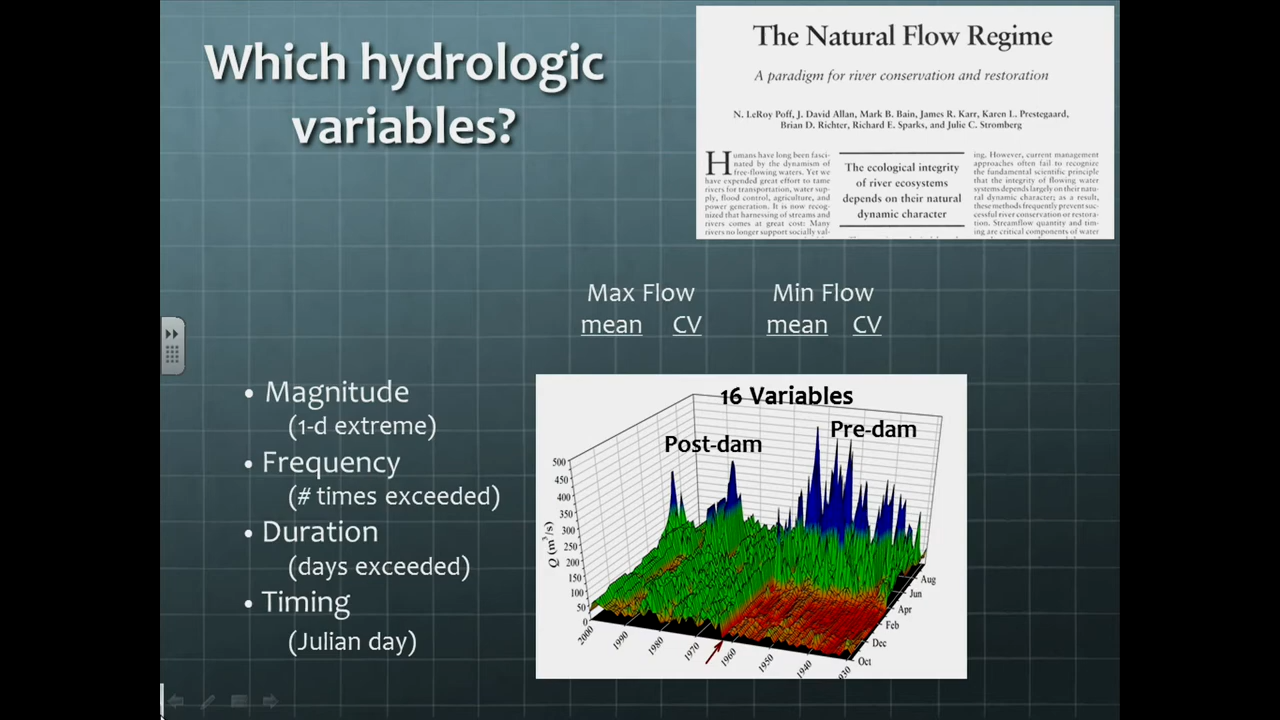 Which hydrologic
variables?
The Natural Flow Regime
A paradigm for river conservation and restoration
N. LeRoy Poff, J. David Allan, Mark B. Bain, James R. Karr, Karen L. Prestegaard,
Brian D. Richter, Richard E. Sparks, and Julie C. Stromberg
Humans have long been fasci-
nated by the dynamism of
free-flowing waters. Yet we
have expended great effort to tame
rivers for transportation, water sup-
ply, flood control, agriculture, and
power generation. It is now recog-
nized that harnessing of streams and
rivers comes at great cost: Many
rivers no longer support socially val-
The ecological integrity
of river ecosystems
depends on their natural
dynamic character
ing. However, current management
approaches often fail to recognize
the fundamental scientific principle
that the integrity of flowing water
systems depends largely on their natu-
ral dynamic character; as a result,
these methods frequently prevent suc-
cessful river conservation or restora-
tion. Streamflow quantity and tim-
ing are critical components of water
Max Flow
mean CV
Min Flow
mean CV
• Magnitude
(1-d extreme)
• Frequency
(# times exceeded)
• Duration
(days exceeded)
• Timing
(Julian day)
16 Variables
Post-dam
Pre-dam
Q (m³/s)
500
450
400
350
300
250
200
150
100
50
0
2000
1990
1980
1970
1960
1950
1940
930
Oct
Dec
Feb
Apr
Jun
Aug